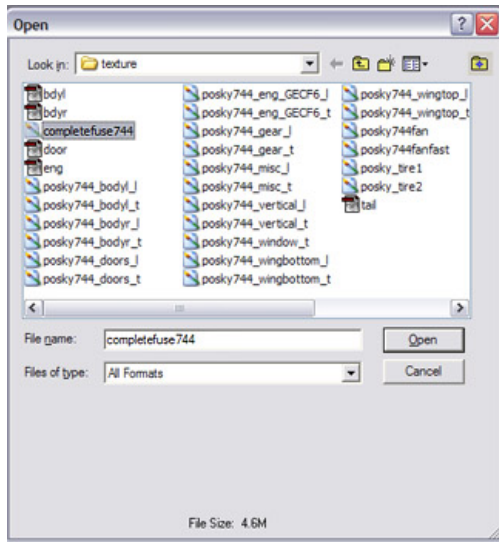 Open
Look in: texture
bdyl
bdyr
completefuse744
door
eng
posky744_bodyl_l
posky744_bodyl_t
posky744_bodyr_l
posky744_bodyr_t
posky744_doors_l
posky744_doors_t
posky744_eng_GECF6_l
posky744_eng_GECF6_t
posky744_gear_l
posky744_gear_t
posky744_misc_l
posky744_misc_t
posky744_vertical_l
posky744_vertical_t
posky744_window_t
posky744_wingbottom_l
posky744_wingbottom_t
posky744_wingtop_l
posky744_wingtop_t
posky744fan
posky744fanfast
posky_tire1
posky_tire2
tail
File name: completefuse744 Open
Files of type: All Formats Cancel
File Size: 4.6M